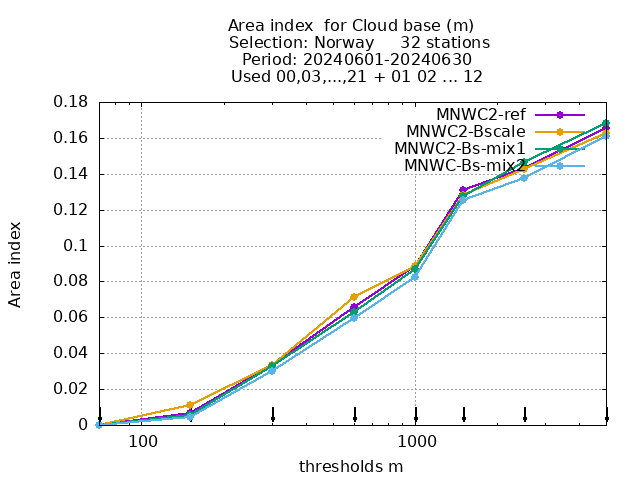 Area index  for Cloud base (m)
Selection: Norway     32 stations
Period: 20240601-20240630
Used 00,03,...,21 + 01 02 ... 12
MNWC2-ref
MNWC2-Bscale
MNWC2-Bs-mix1
MNWC-Bs-mix2
0.18
0.16
0.14
0.12
0.1
0.08
0.06
0.04
0.02
0
Area index
100
1000
thresholds m